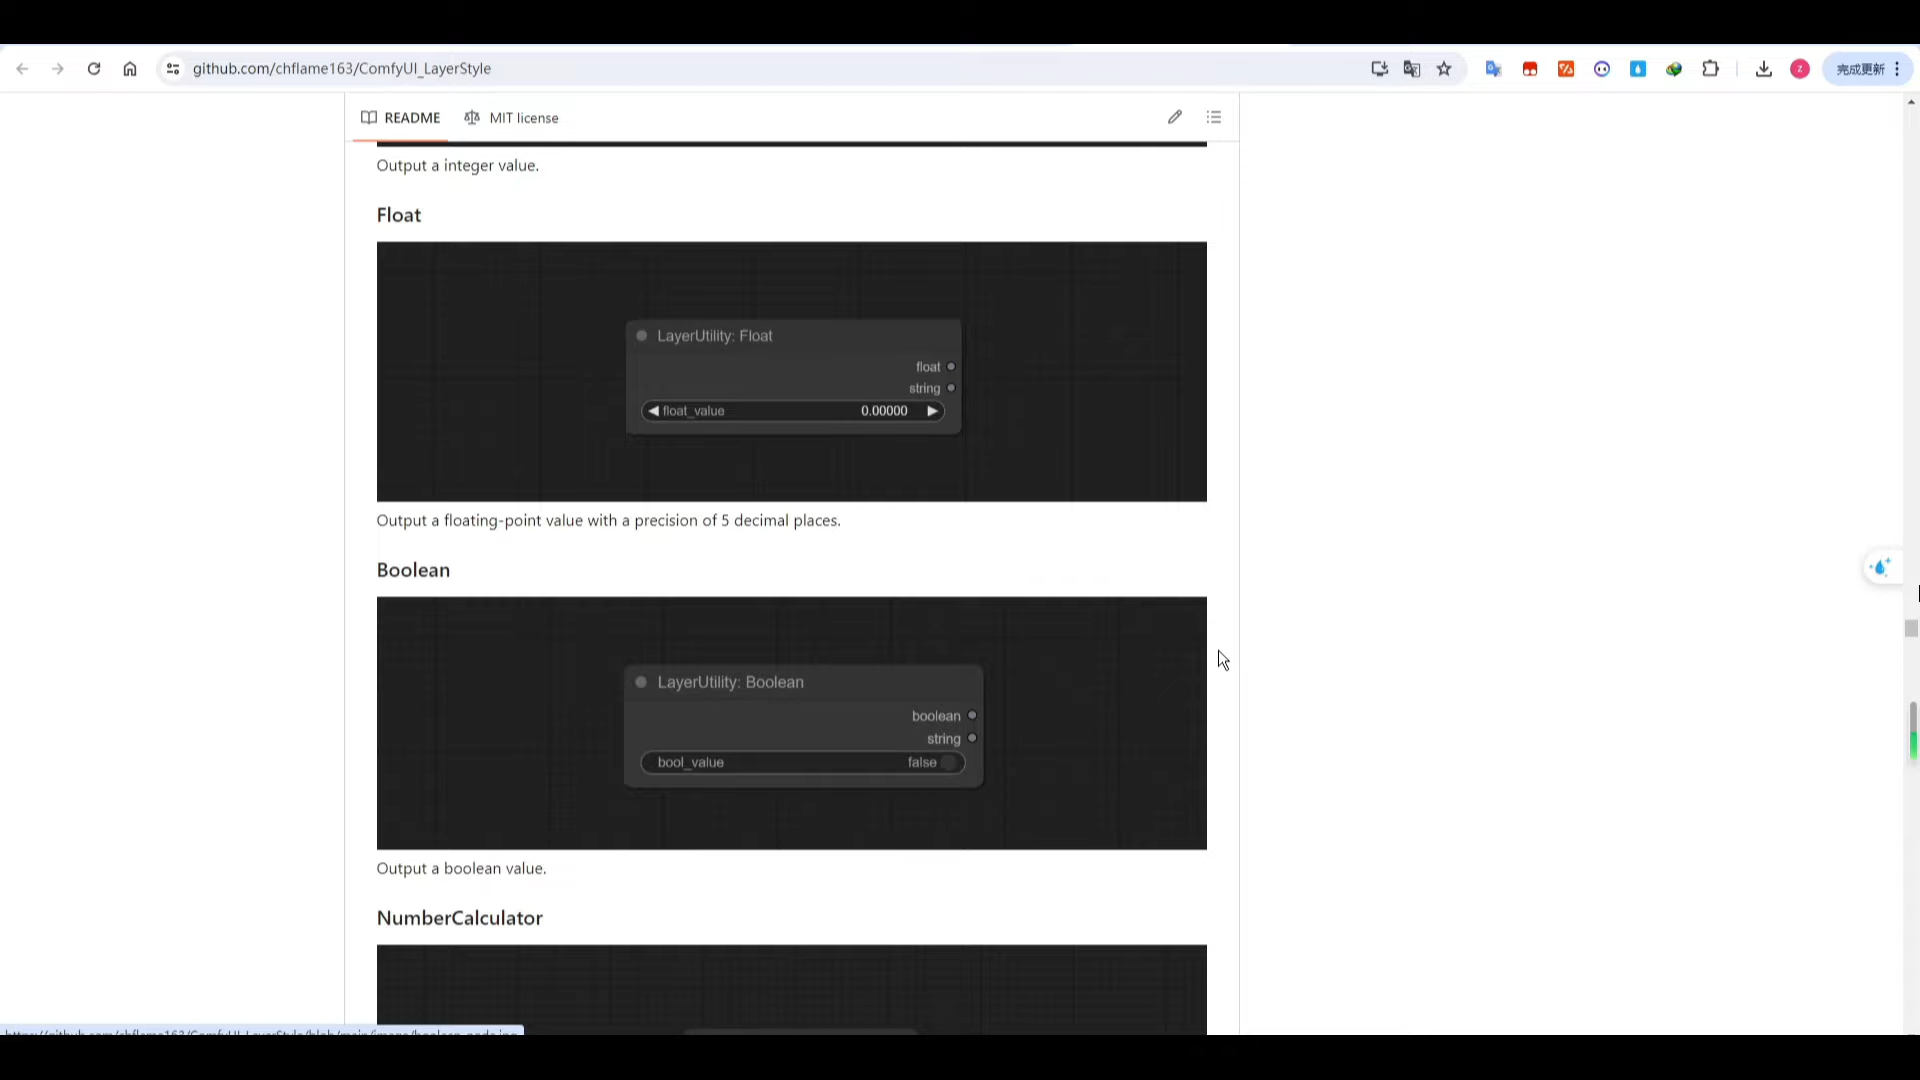 github.com/chflame163/ComfyUI_LayerStyle
z
完成更新
README
MIT license
Output a integer value.
Float
LayerUtility: Float
float
string
float_value
0.00000
Output a floating-point value with a precision of 5 decimal places.
Boolean
LayerUtility: Boolean
boolean
string
bool_value
false
Output a boolean value.
NumberCalculator